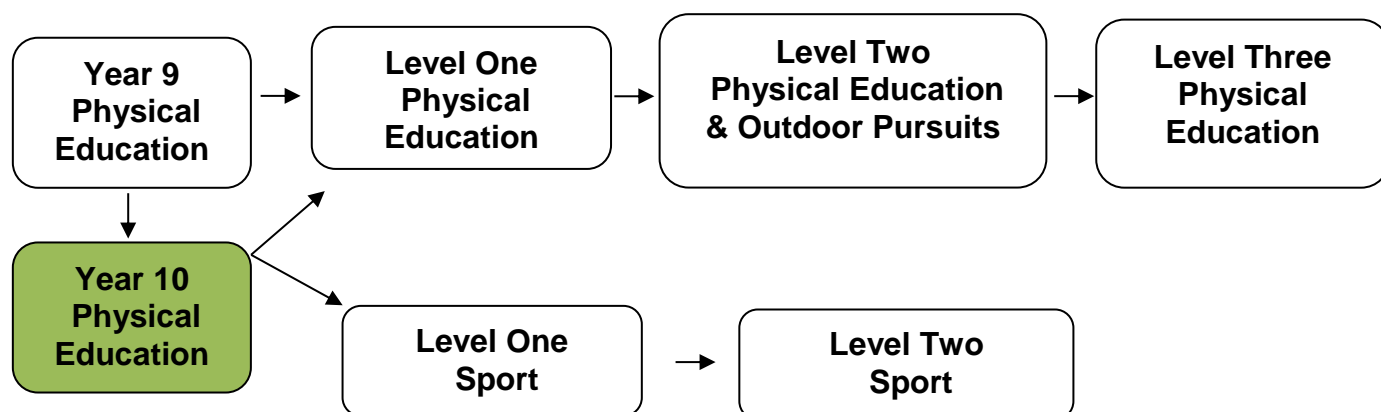 Year 9
Physical
Education
Level One
Physical
Education
Level Two
Physical Education
& Outdoor Pursuits
Level Three
Physical
Education
Year 10
Physical
Education
Level One
Sport
Level Two
Sport